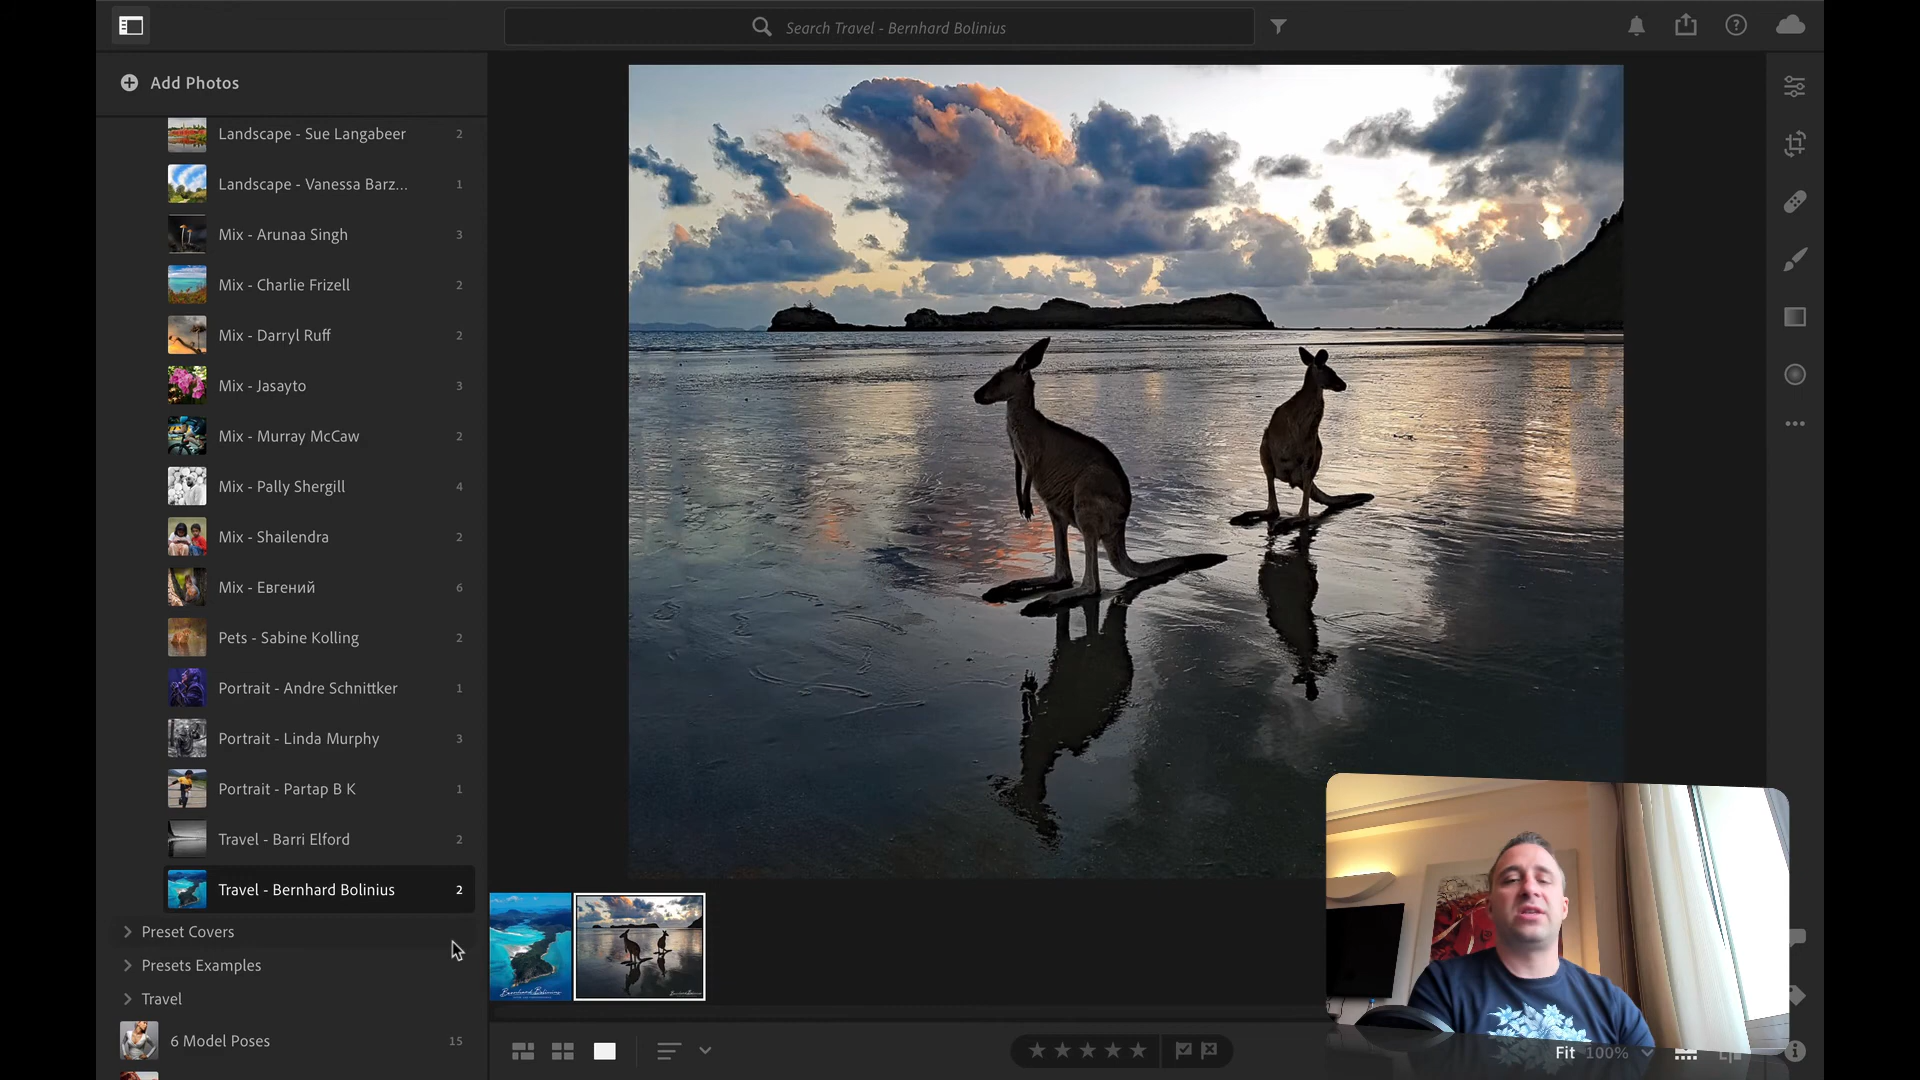 Search Travel - Bernhard Bolinius
Add Photos
Landscape - Sue Langabeer 2
Landscape - Vanessa Barz... 1
Mix - Arunaa Singh 3
Mix - Charlie Frizell 2
Mix - Darryl Ruff 2
Mix - Jasayto 3
Mix - Murray McCaw 2
Mix - Pally Shergill 4
Mix - Shailendra 2
Mix - Евгений 6
Pets - Sabine Kolling 2
Portrait - Andre Schnittker 1
Portrait - Linda Murphy 3
Portrait - Partap B K 1
Travel - Barri Elford 2
Travel - Bernhard Bolinius 2
Preset Covers
Presets Examples
Travel
6 Model Poses 15
Bernhard Bolinius
Fit 100%